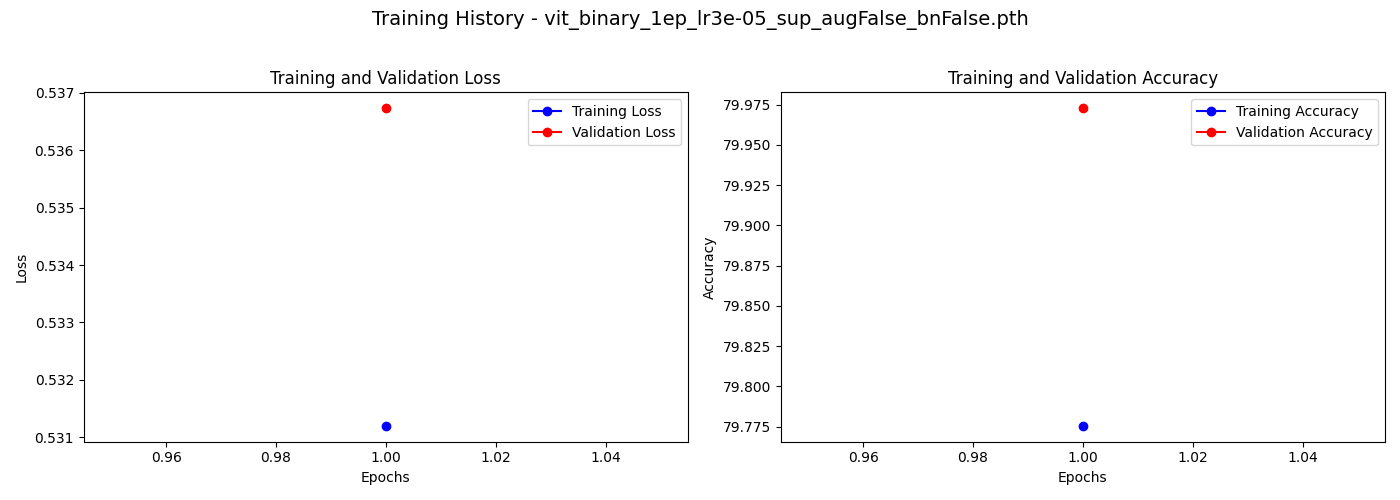 Training History - vit_binary_1ep_lr3e-05_sup_augFalse_bnFalse.pth
Training and Validation Loss
Training Loss
Validation Loss
0.537
0.536
0.535
0.534
0.533
0.532
0.531
Loss
0.96
0.98
1.00
1.02
1.04
Epochs
Training and Validation Accuracy
Training Accuracy
Validation Accuracy
79.975
79.950
79.925
79.900
79.875
79.850
79.825
79.800
79.775
Accuracy
0.96
0.98
1.00
1.02
1.04
Epochs